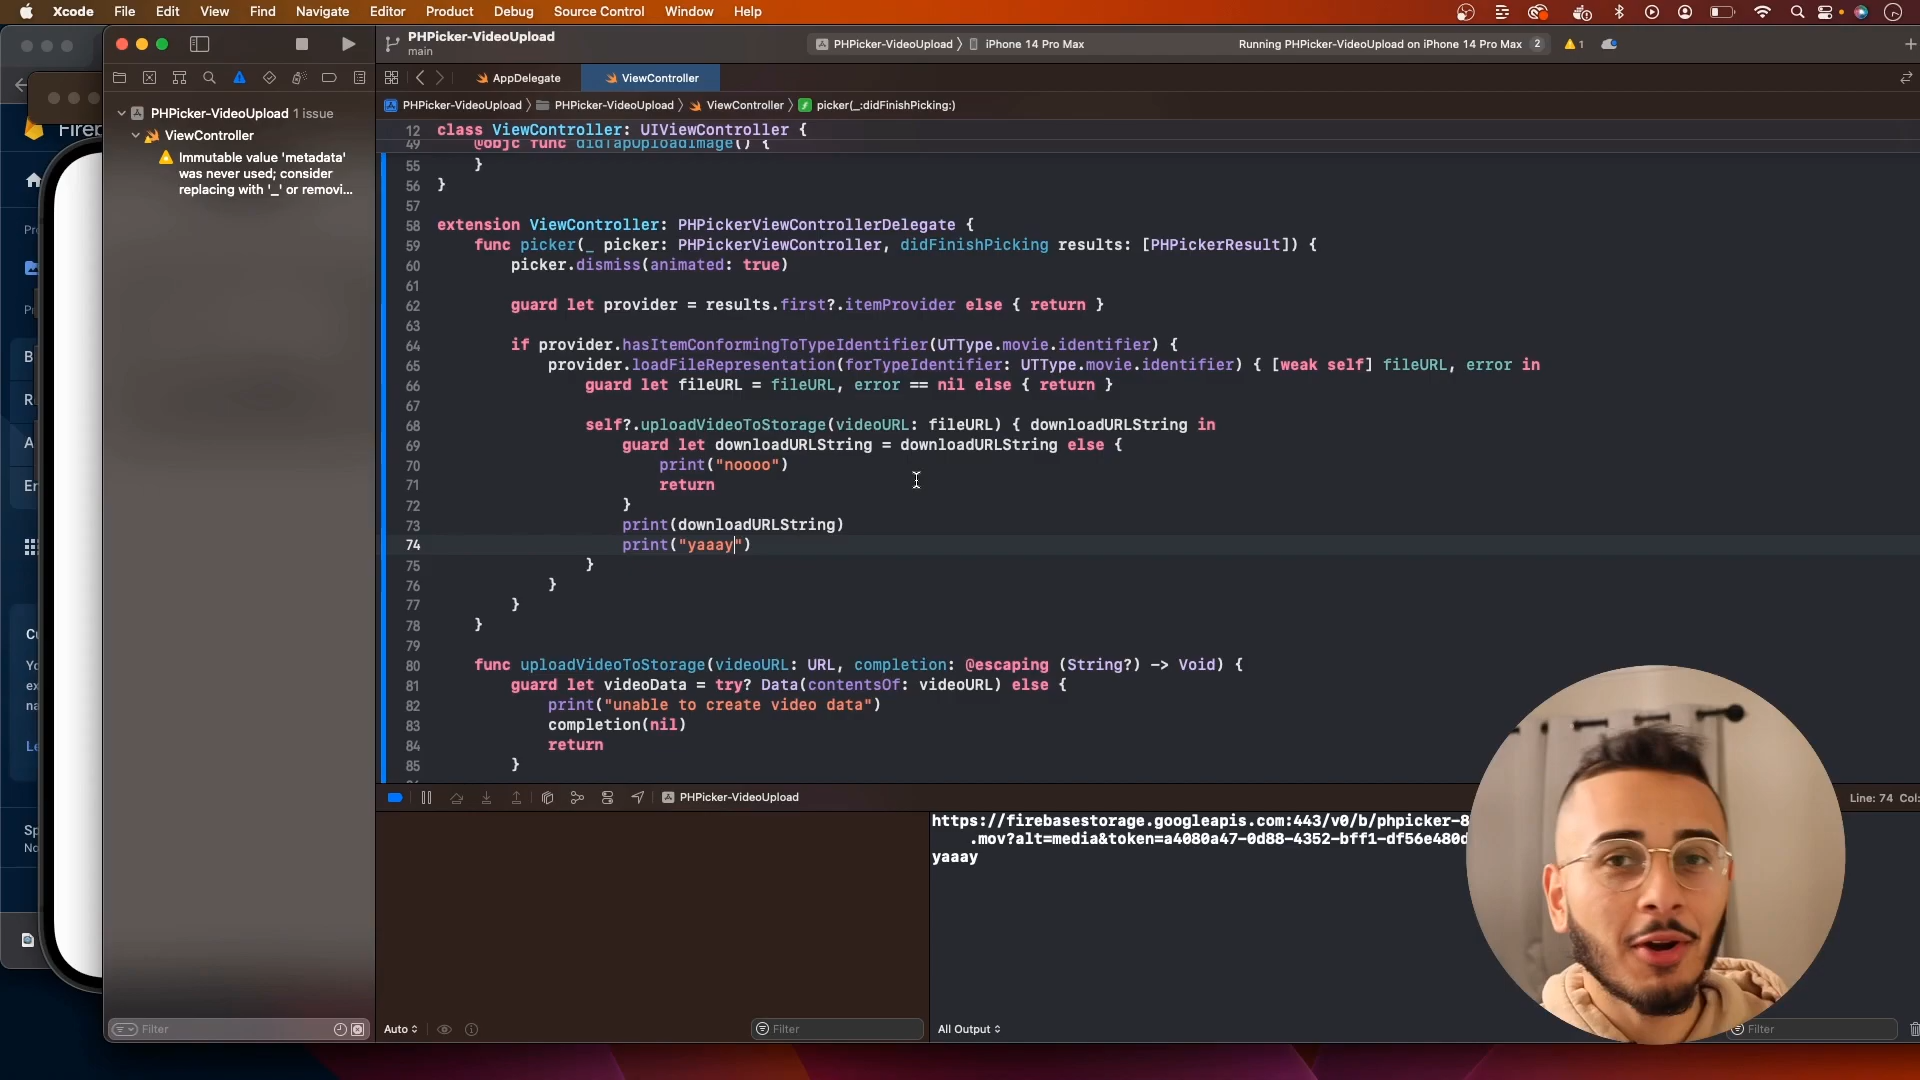 Xcode File Edit View Find Navigate Editor Product Debug Source Control Window Help
PHPicker-VideoUpload
main
PHPicker-VideoUpload iPhone 14 Pro Max
Running PHPicker-VideoUpload on iPhone 14 Pro Max 2 1
AppDelegate ViewController
PHPicker-VideoUpload PHPicker-VideoUpload ViewController picker(_:didFinishPicking:)
PHPicker-VideoUpload 1 issue
ViewController
Immutable value 'metadata'
was never used; consider
replacing with '_' or removi...
12 class ViewController: UIViewController {
49 @objc func didTapUploadImage() {
55 }
56 }
57
58 extension ViewController: PHPickerViewControllerDelegate {
59 func picker(_ picker: PHPickerViewController, didFinishPicking results: [PHPickerResult]) {
60 picker.dismiss(animated: true)
61
62 guard let provider = results.first?.itemProvider else { return }
63
64 if provider.hasItemConformingToTypeIdentifier(UTType.movie.identifier) {
65 provider.loadFileRepresentation(forTypeIdentifier: UTType.movie.identifier) { [weak self] fileURL, error in
66 guard let fileURL = fileURL, error == nil else { return }
67
68 self?.uploadVideoToStorage(videoURL: fileURL) { downloadURLString in
69 guard let downloadURLString = downloadURLString else {
70 print("noooo")
71 return
72 }
73 print(downloadURLString)
74 print("yaaay")
75 }
76 }
77 }
78 }
79
80 func uploadVideoToStorage(videoURL: URL, completion: @escaping (String?) -> Void) {
81 guard let videoData = try? Data(contentsOf: videoURL) else {
82 print("unable to create video data")
83 completion(nil)
84 return
85 }
PHPicker-VideoUpload
Line: 74 Col:
https://firebasestorage.googleapis.com:443/v0/b/phpicker-8
.mov?alt=media&token=a4080a47-0d88-4352-bff1-df56e480d
yaaay
Filter
Auto
Filter
All Output
Filter